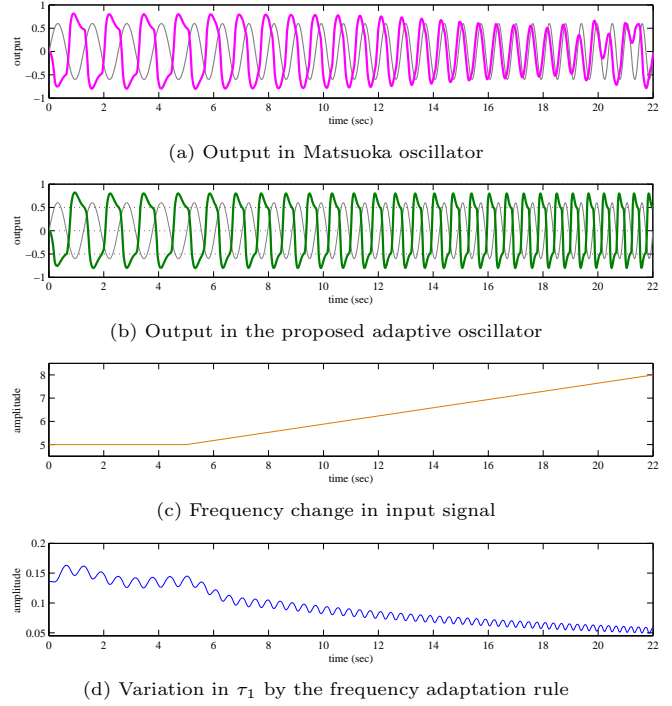 1
0.5
0
−0.5
−1
output
0 2 4 6 8 10 12 14 16 18 20 22
time (sec)
(a) Output in Matsuoka oscillator
1
0.5
0
−0.5
−1
output
0 2 4 6 8 10 12 14 16 18 20 22
time (sec)
(b) Output in the proposed adaptive oscillator
8
7
6
5
amplitude
0 2 4 6 8 10 12 14 16 18 20 22
time (sec)
(c) Frequency change in input signal
0.2
0.15
0.1
0.05
amplitude
0 2 4 6 8 10 12 14 16 18 20 22
time (sec)
(d) Variation in τ₁ by the frequency adaptation rule